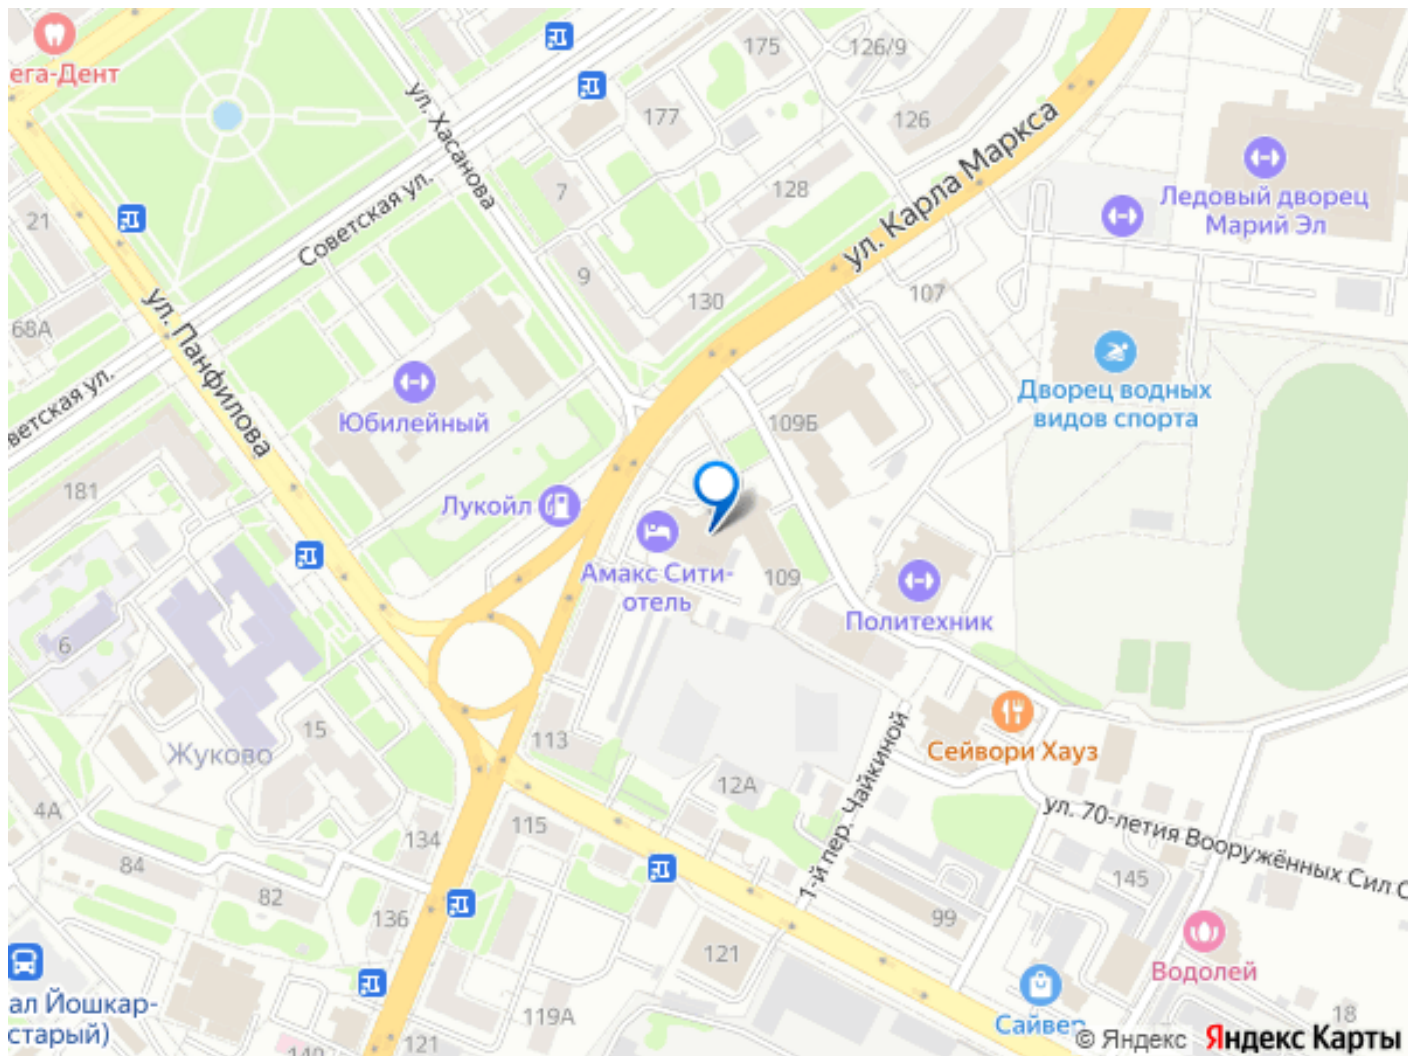 ега-Дент
175
126/9
ул. Хасанова
177
126
ул. Карла Маркса
Ледовый дворец
Марий Эл
21
7
128
Советская ул.
9
107
ул. Панфилова
130
68А
Дворец водных
видов спорта
ветская ул.
Юбилейный
109Б
181
Лукойл
Амакс Сити-
отель
109
Политехник
6
15
Жуково
113
Сейвори Хауз
1-й пер. Чайкиной
12А
4А
ул. 70-летия Вооружённых Сил С
115
134
84
145
82
136
99
121
Водолей
ал Йошкар-
старый)
119А
18
Сайвер
121
140
© Яндекс
Яндекс Карты